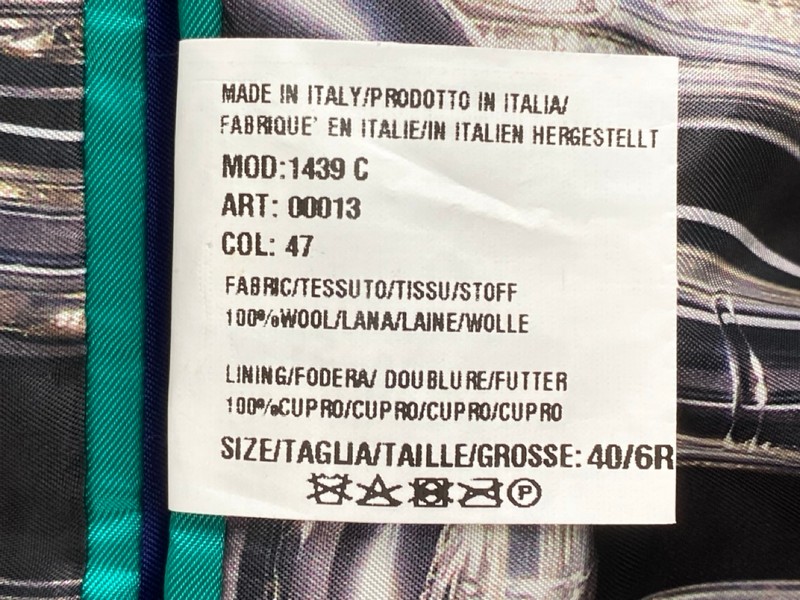 MADE IN ITALY/PRODOTTO IN ITALIA/
FABRIQUE' EN ITALIE/IN ITALIEN HERGESTELLT
MOD:1439 C
ART: 00013
COL: 47
FABRIC/TESSUTO/TISSU/STOFF
100%WOOL/LANA/LAINE/WOLLE
LINING/FODERA/ DOUBLURE/FUTTER
100%CUPRO/CUPRO/CUPRO/CUPRO
SIZE/TAGLIA/TAILLE/GROSSE: 40/6R
P